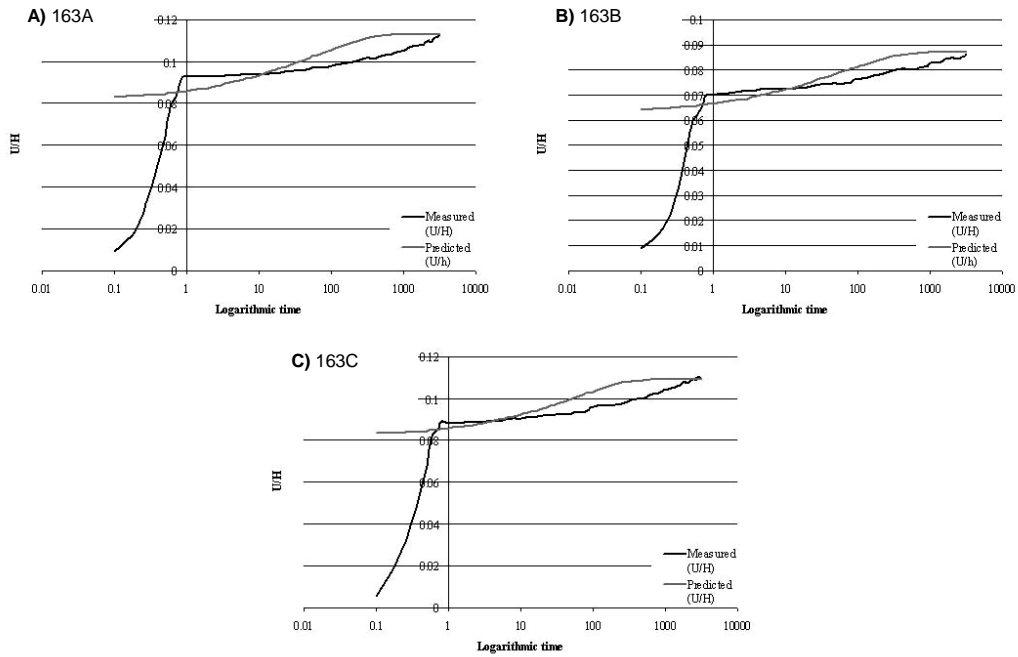 A) 163A
0.12
0.1
0.08
0.06
0.04
0.02
0
U/H
Measured
(U/H)
Predicted
(U/h)
0.01 0.1 1 10 100 1000 10000
Logarithmic time
B) 163B
0.1
0.09
0.08
0.07
0.06
0.05
0.04
0.03
0.02
0.01
0
U/H
Measured
(U/H)
Predicted
(U/h)
0.01 0.1 1 10 100 1000 10000
Logarithmic time
C) 163C
0.12
0.1
0.08
0.06
0.04
0.02
0
U/H
Measured
(U/H)
Predicted
(U/H)
0.01 0.1 1 10 100 1000 10000
Logarithmic time